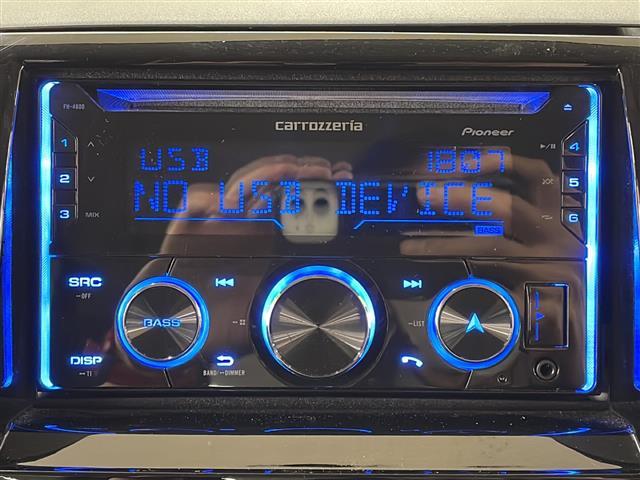 FH-4600
carrozzeria
Pioneer
1
2
3
MIX
4
5
6
USB 1807
NO USB DEVICE
BASS
SRC
OFF
BASS
LIST
DISP
TI
BAND/ DIMMER